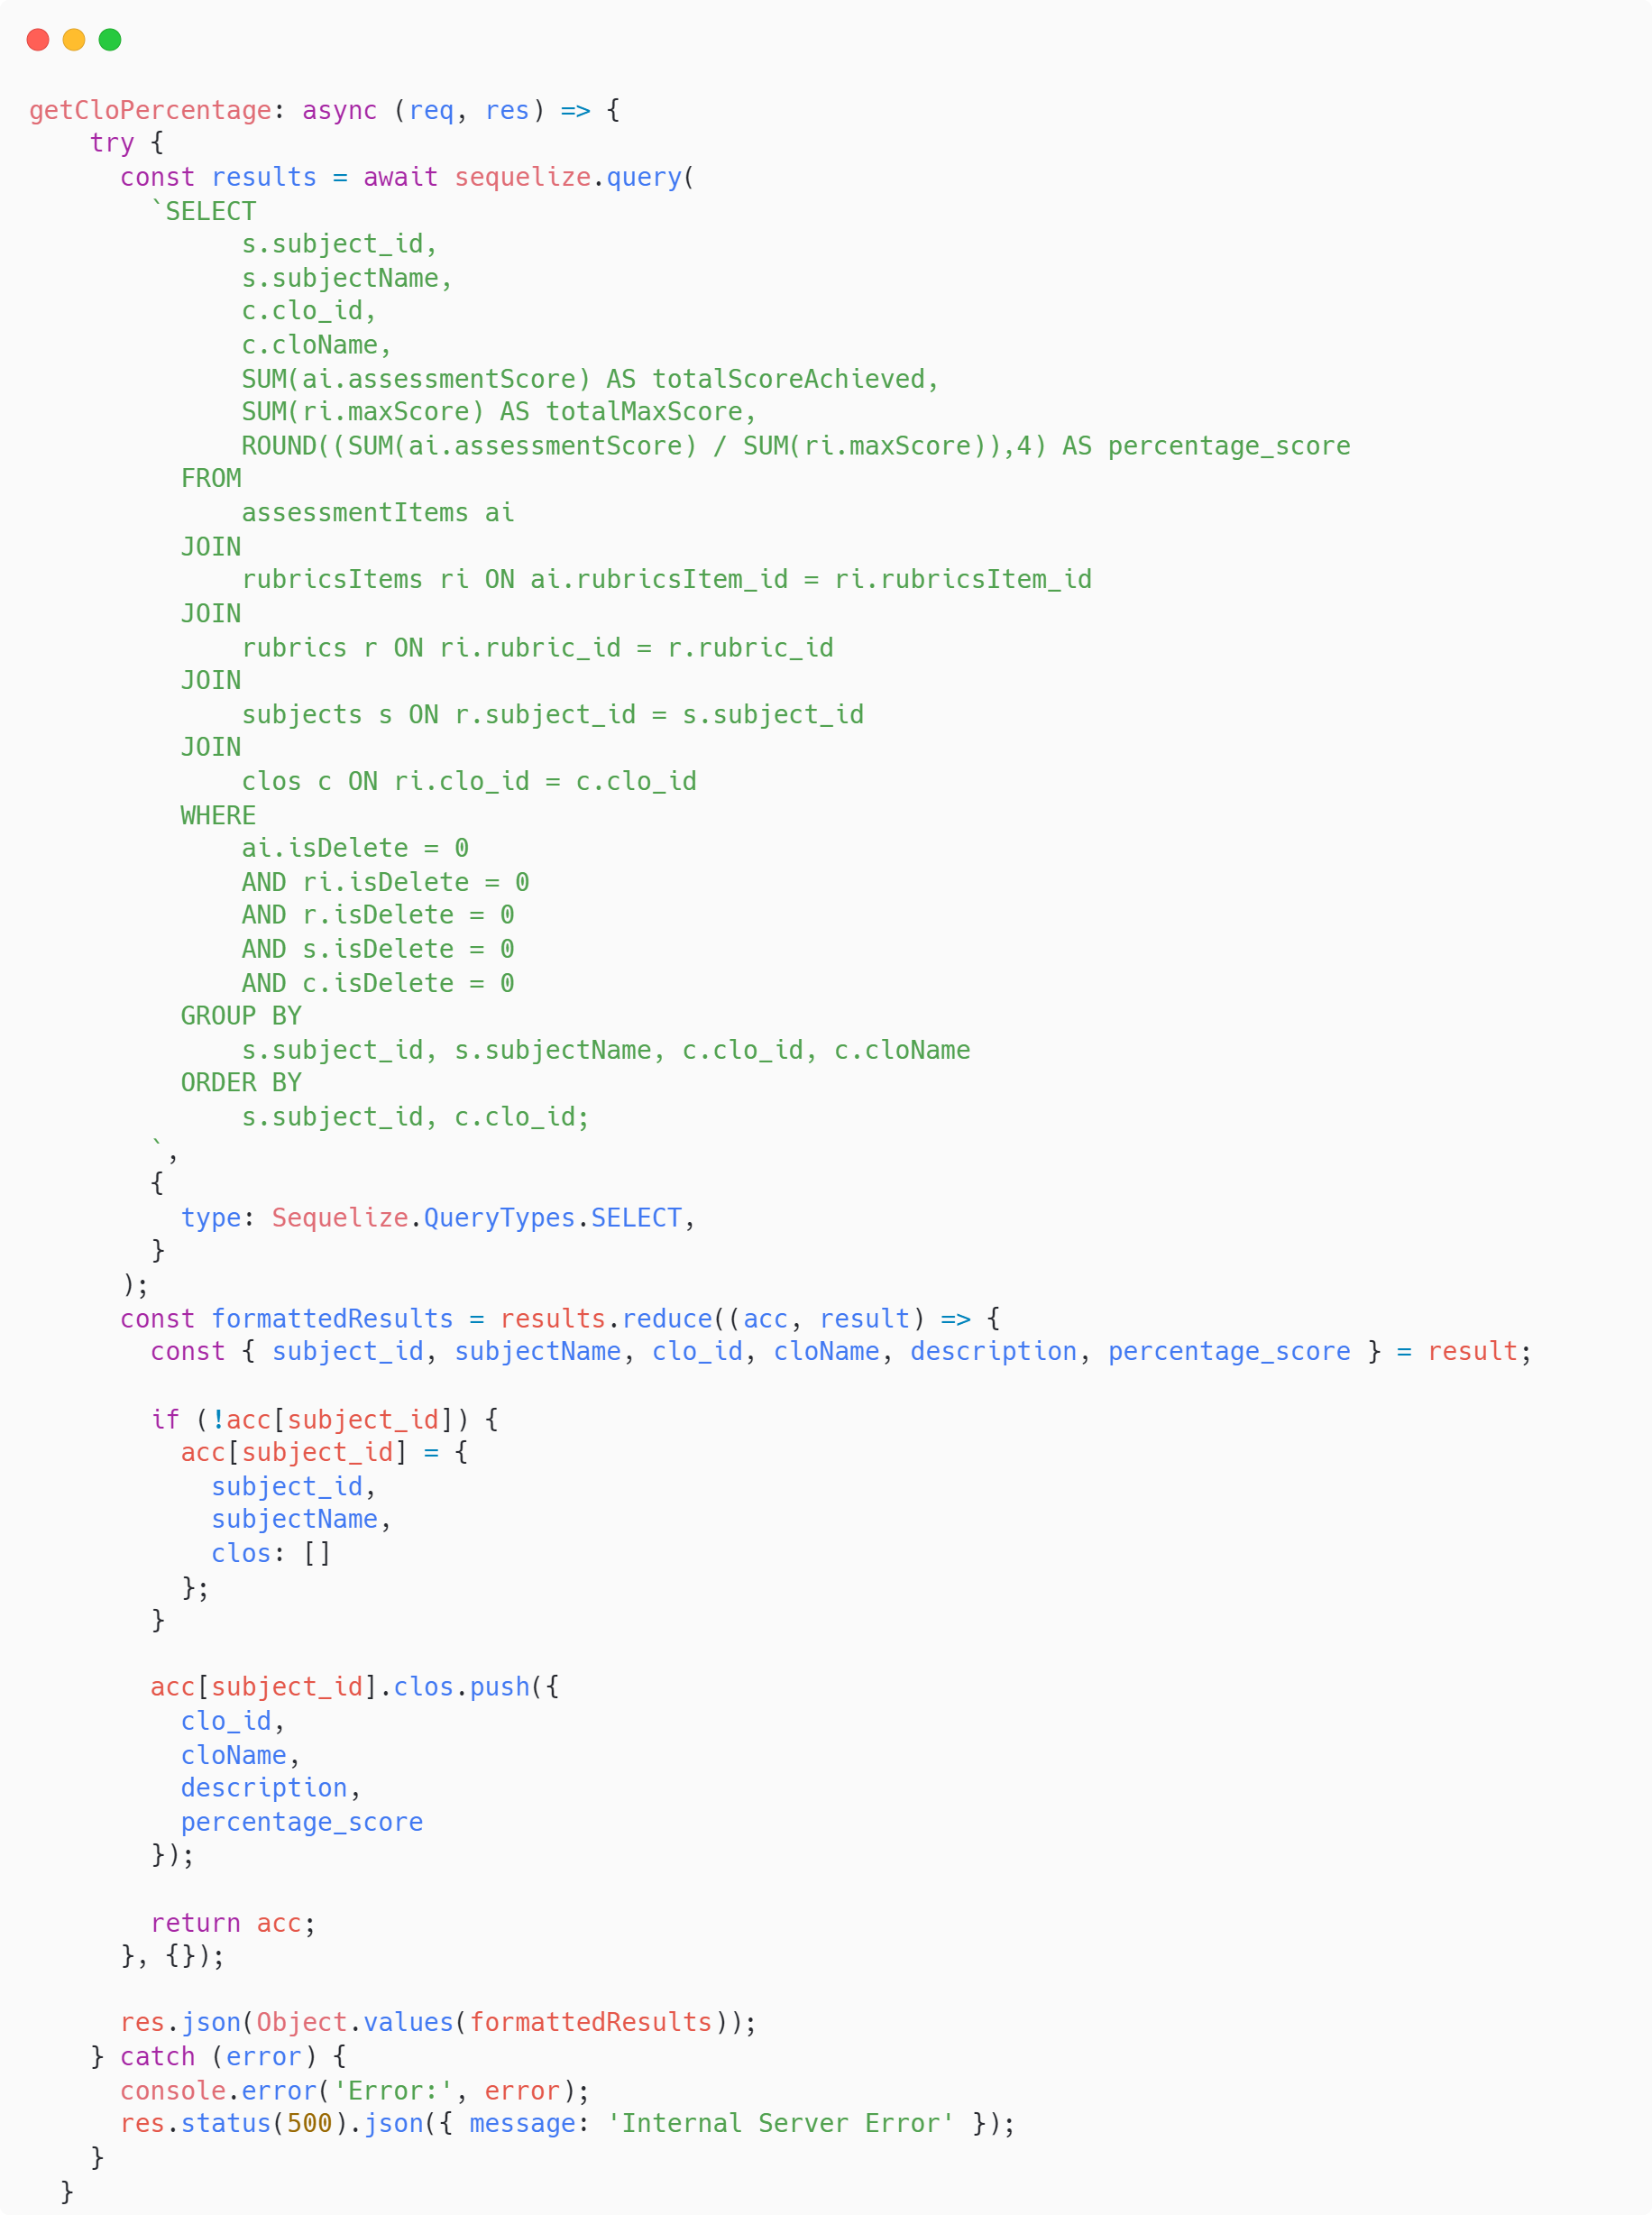 getCloPercentage: async (req, res) => {
    try {
      const results = await sequelize.query(
        `SELECT
              s.subject_id,
              s.subjectName,
              c.clo_id,
              c.cloName,
              SUM(ai.assessmentScore) AS totalScoreAchieved,
              SUM(ri.maxScore) AS totalMaxScore,
              ROUND((SUM(ai.assessmentScore) / SUM(ri.maxScore)),4) AS percentage_score
          FROM
              assessmentItems ai
          JOIN
              rubricsItems ri ON ai.rubricsItem_id = ri.rubricsItem_id
          JOIN
              rubrics r ON ri.rubric_id = r.rubric_id
          JOIN
              subjects s ON r.subject_id = s.subject_id
          JOIN
              clos c ON ri.clo_id = c.clo_id
          WHERE
              ai.isDelete = 0
              AND ri.isDelete = 0
              AND r.isDelete = 0
              AND s.isDelete = 0
              AND c.isDelete = 0
          GROUP BY
              s.subject_id, s.subjectName, c.clo_id, c.cloName
          ORDER BY
              s.subject_id, c.clo_id;
        `,
        {
          type: Sequelize.QueryTypes.SELECT,
        }
      );
      const formattedResults = results.reduce((acc, result) => {
        const { subject_id, subjectName, clo_id, cloName, description, percentage_score } = result;

        if (!acc[subject_id]) {
          acc[subject_id] = {
            subject_id,
            subjectName,
            clos: []
          };
        }

        acc[subject_id].clos.push({
          clo_id,
          cloName,
          description,
          percentage_score
        });

        return acc;
      }, {});

      res.json(Object.values(formattedResults));
    } catch (error) {
      console.error('Error:', error);
      res.status(500).json({ message: 'Internal Server Error' });
    }
  }